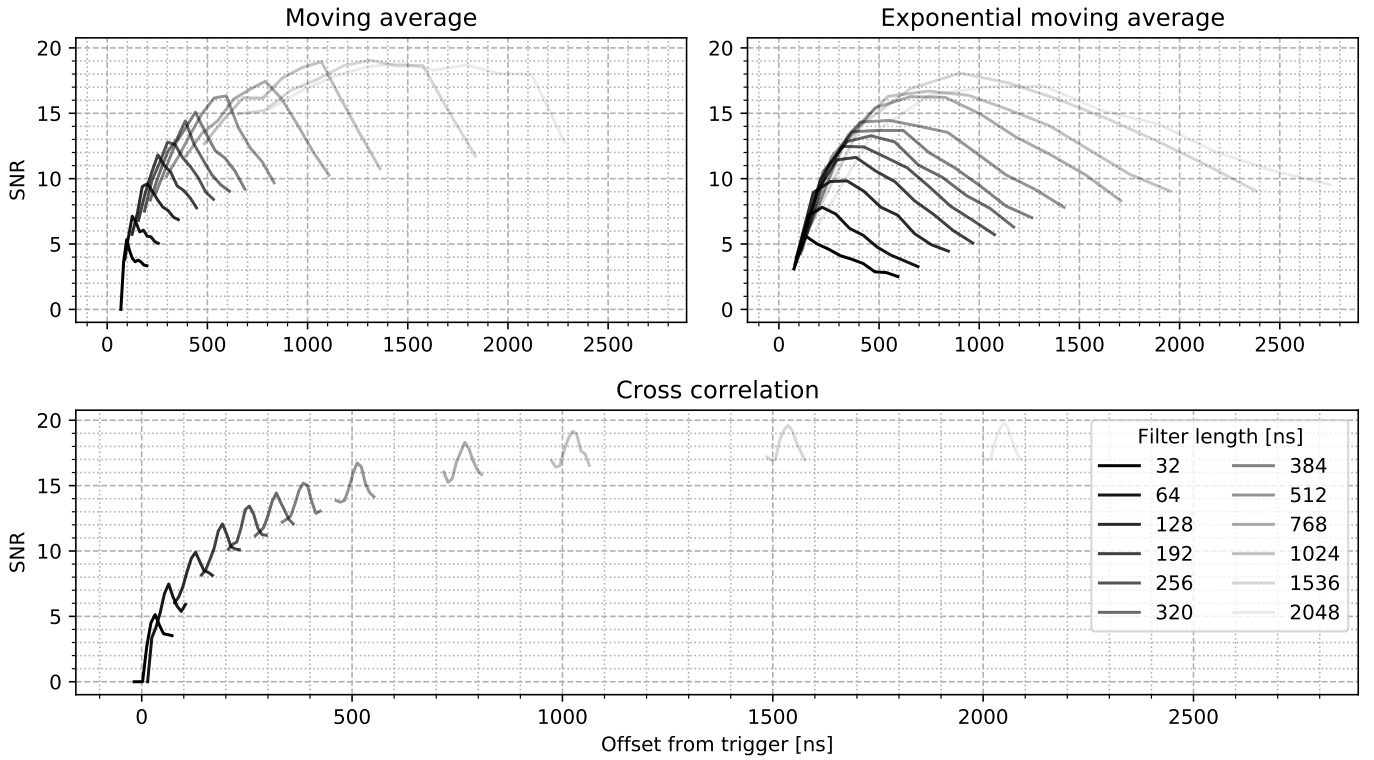 Moving average
Exponential moving average
20
15
10
5
0
SNR
0 500 1000 1500 2000 2500
20
15
10
5
0
0 500 1000 1500 2000 2500
Cross correlation
20
15
10
5
0
SNR
Filter length [ns]
32 384
64 512
128 768
192 1024
256 1536
320 2048
0 500 1000 1500 2000 2500
Offset from trigger [ns]